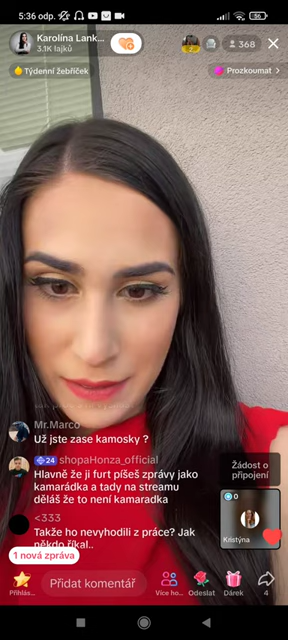 5:36 odp.
56
Karolína Lank...
3.1K lajků
368
Týdenní žebříček
Prozkoumat >
Mr.Marco
Už jste zase kamosky ?
24 shopaHonza_official
Hlavně že ji furt píšeš zprávy jako
kamarádka a tady na streamu
děláš že to není kamaradka
Žádost o
připojení
0
Kristýna
<333
Takže ho nevyhodili z práce? Jak
někdo říkal..
1 nová zpráva
Přidat komentář
Přihlás...
Více ho...
Odeslat
Dárek
4